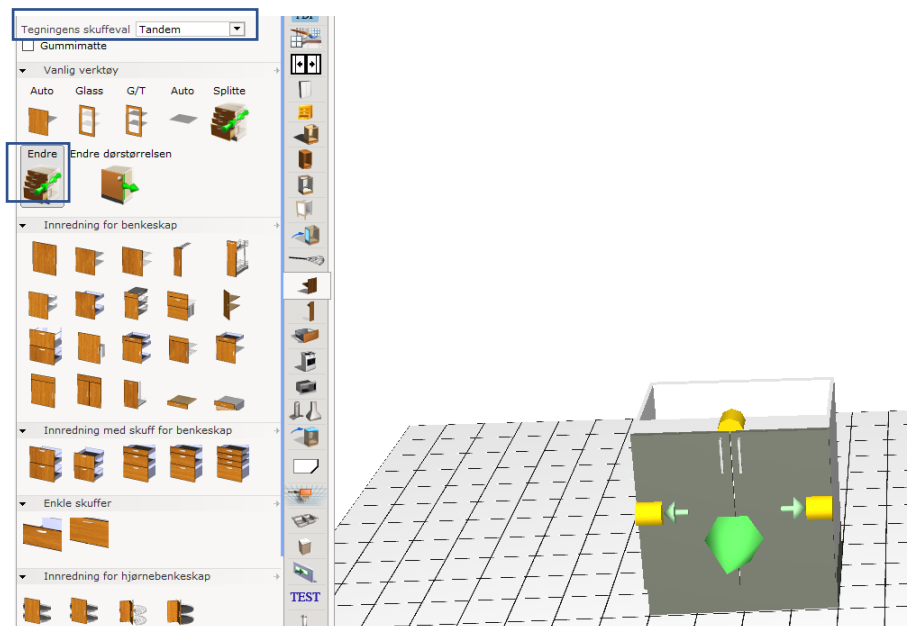 Tegningens skuffeval Tandem
Gummimatte
Vanlig verktøy
Auto Glass G/T Auto Splitte
Endre Endre dørstørrelsen
Innredning for benkeskap
Innredning med skuff for benkeskap
Enkle skuffer
Innredning for hjørnebenkeskap
TEST